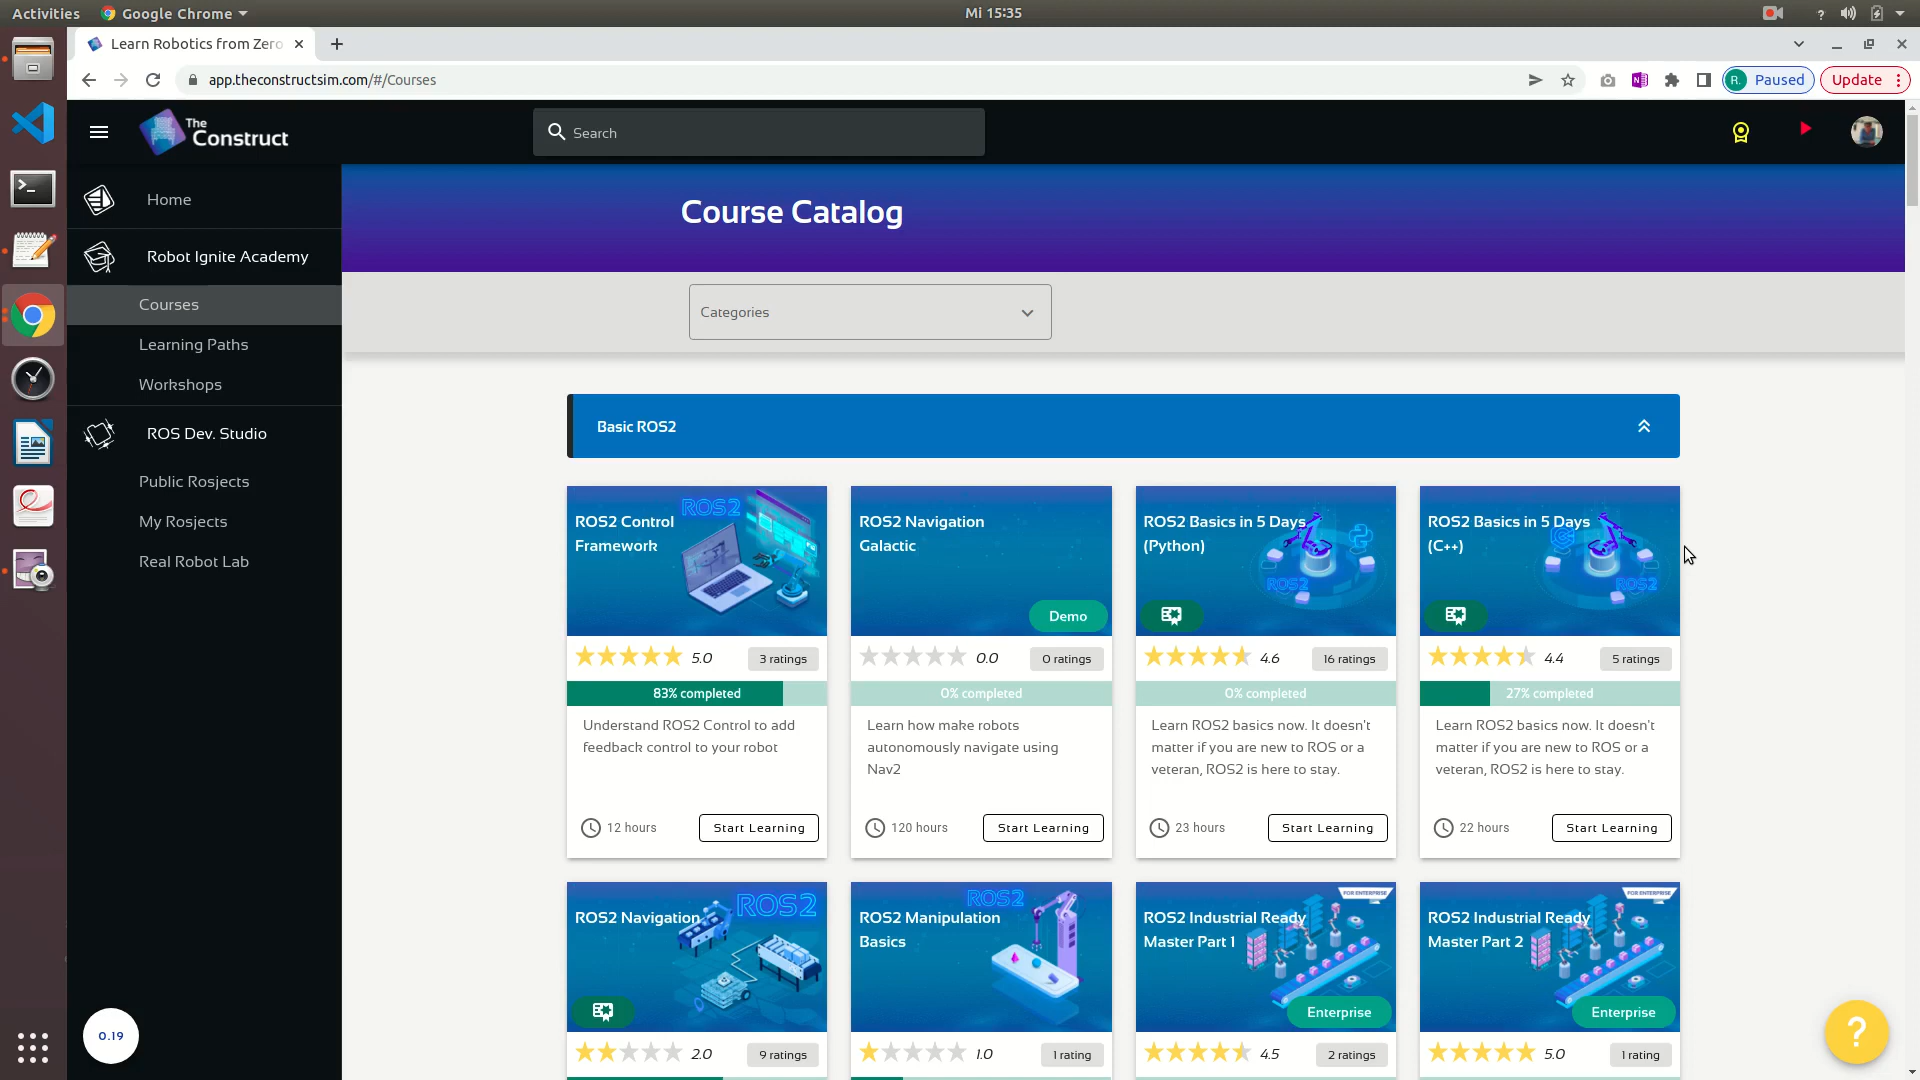 Activities
Google Chrome
Mi 15:35
Learn Robotics from Zero
app.theconstructsim.com/#/Courses
R.
Paused
Update
The
Construct
Search
Home
Robot Ignite Academy
Courses
Learning Paths
Workshops
ROS Dev. Studio
Public Rosjects
My Rosjects
Real Robot Lab
0.19
Course Catalog
Categories
Basic ROS2
ROS2 Control
Framework
ROS2
5.0
3 ratings
83% completed
Understand ROS2 Control to add
feedback control to your robot
12 hours
Start Learning
ROS2 Navigation
Galactic
Demo
0.0
0 ratings
0% completed
Learn how make robots
autonomously navigate using
Nav2
120 hours
Start Learning
ROS2 Basics in 5 Days
(Python)
ROS2
4.6
16 ratings
0% completed
Learn ROS2 basics now. It doesn't
matter if you are new to ROS or a
veteran, ROS2 is here to stay.
23 hours
Start Learning
ROS2 Basics in 5 Days
(C++)
ROS2
4.4
5 ratings
27% completed
Learn ROS2 basics now. It doesn't
matter if you are new to ROS or a
veteran, ROS2 is here to stay.
22 hours
Start Learning
ROS2 Navigation
ROS2
2.0
9 ratings
ROS2 Manipulation
Basics
ROS2
1.0
1 rating
FOR ENTERPRISE
ROS2 Industrial Ready
Master Part 1
Enterprise
4.5
2 ratings
FOR ENTERPRISE
ROS2 Industrial Ready
Master Part 2
Enterprise
5.0
1 rating
?